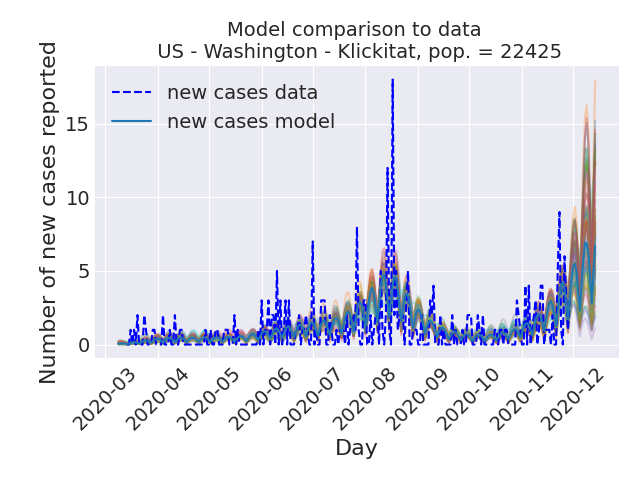 Model comparison to data
US - Washington - Klickitat, pop. = 22425
new cases data
new cases model
Number of new cases reported
15
10
5
0
2020-03
2020-04
2020-05
2020-06
2020-07
2020-08
2020-09
2020-10
2020-11
2020-12
Day